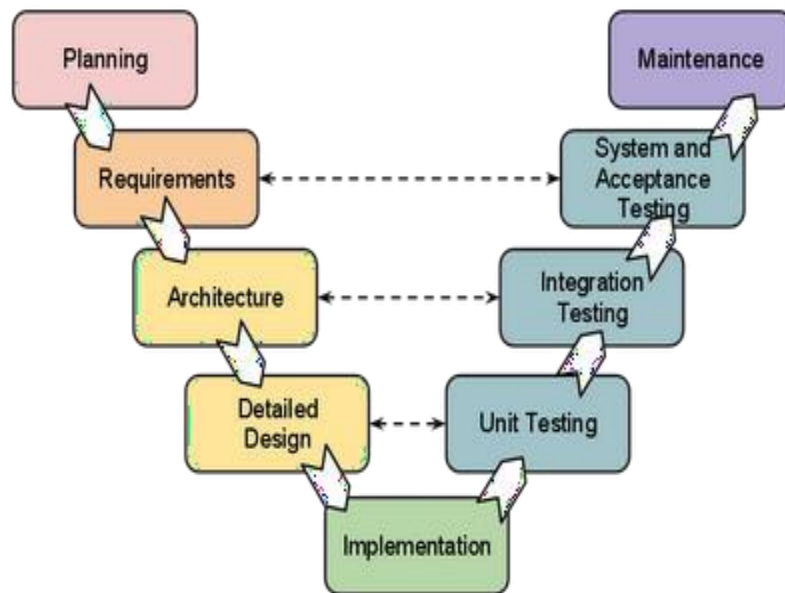 Planning
Maintenance
Requirements
System and
Acceptance
Testing
Architecture
Integration
Testing
Detailed
Design
Unit Testing
Implementation